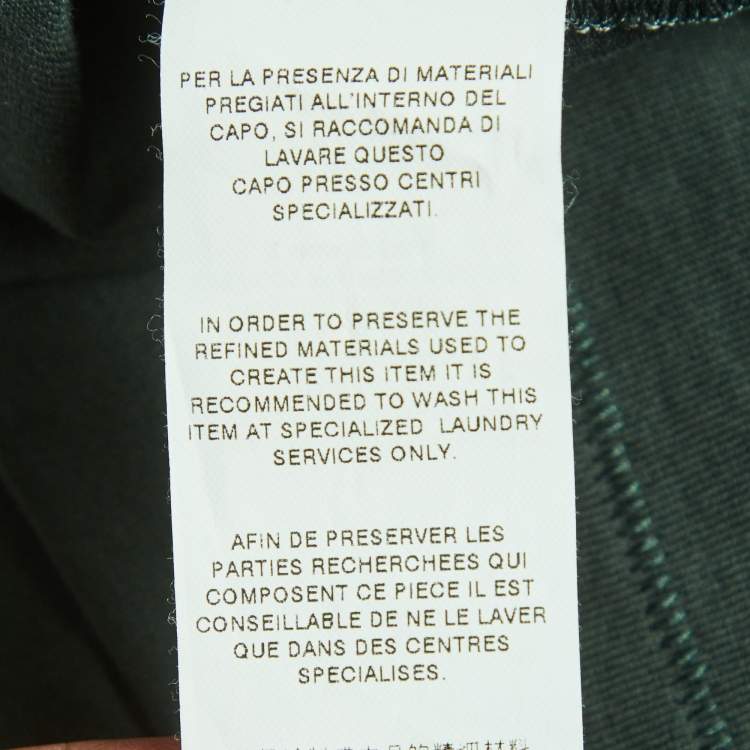 PER LA PRESENZA DI MATERIALI
PREGIATI ALL'INTERNO DEL
CAPO, SI RACCOMANDA DI
LAVARE QUESTO
CAPO PRESSO CENTRI
SPECIALIZZATI.
IN ORDER TO PRESERVE THE
REFINED MATERIALS USED TO
CREATE THIS ITEM IT IS
RECOMMENDED TO WASH THIS
ITEM AT SPECIALIZED LAUNDRY
SERVICES ONLY.
AFIN DE PRESERVER LES
PARTIES RECHERCHEES QUI
COMPOSENT CE PIECE IL EST
CONSEILLABLE DE NE LE LAVER
QUE DANS DES CENTRES
SPECIALISES.